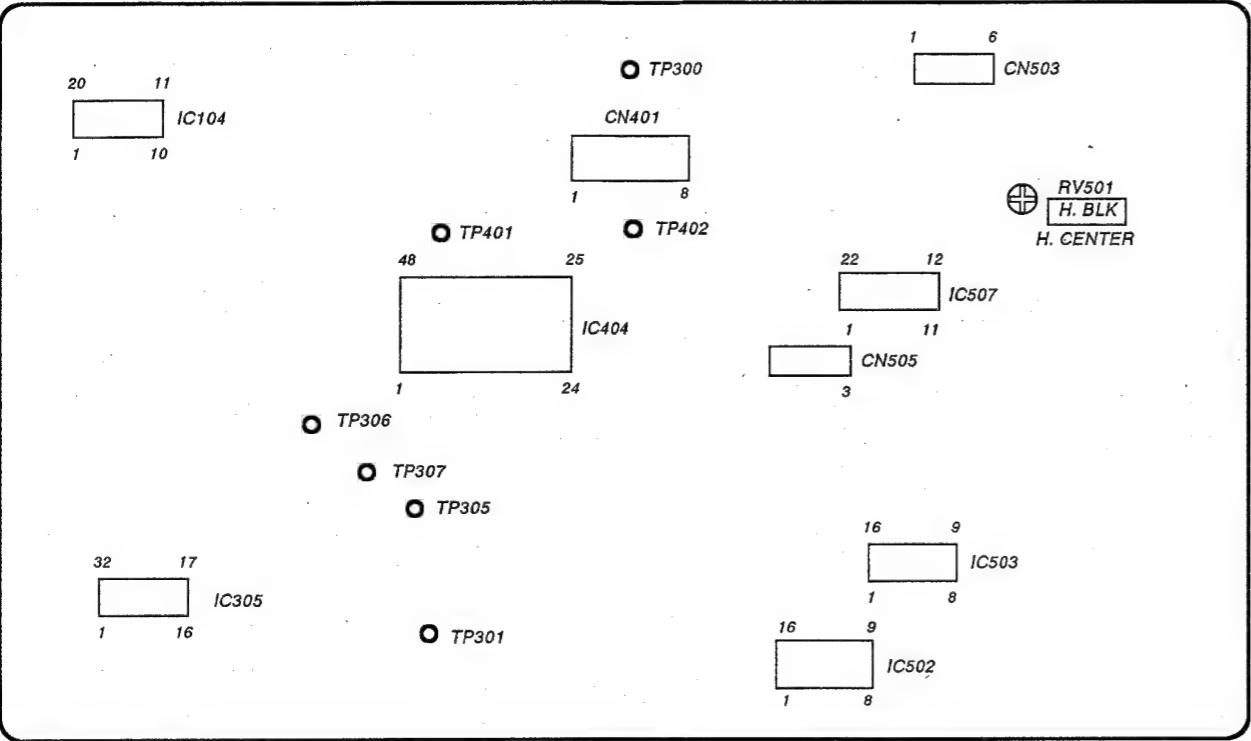 1 6
TP300
CN503
20 11
IC104
CN401
1 10
RV501
1 8
H. BLK
TP401
TP402
H. CENTER
48 25
22 12
IC507
IC404
1 11
CN505
1 24
3
TP306
TP307
TP305
16 9
32 17
IC503
IC305
1 8
1 16
TP301
16 9
IC502
1 8